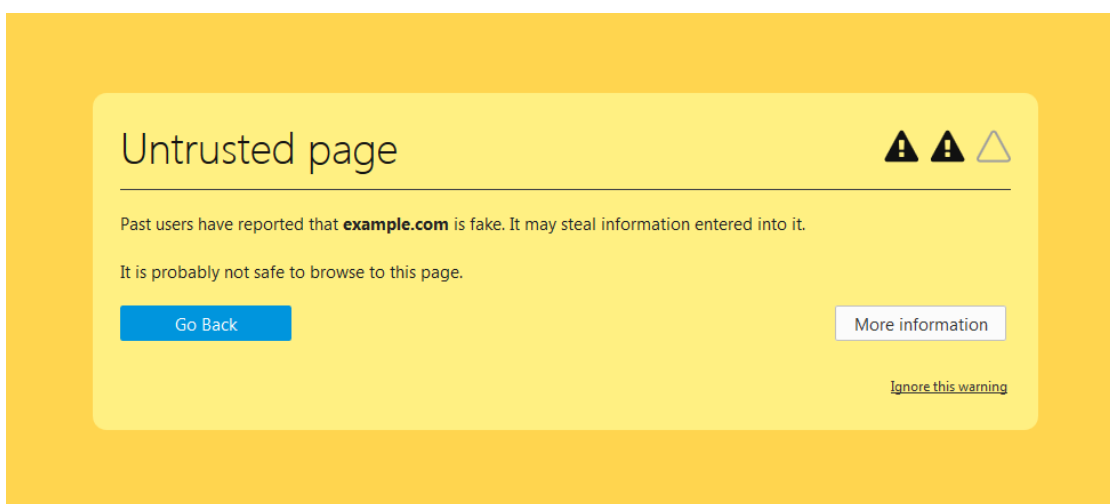 Untrusted page
Past users have reported that example.com is fake. It may steal information entered into it.
It is probably not safe to browse to this page.
Go Back
More information
Ignore this warning